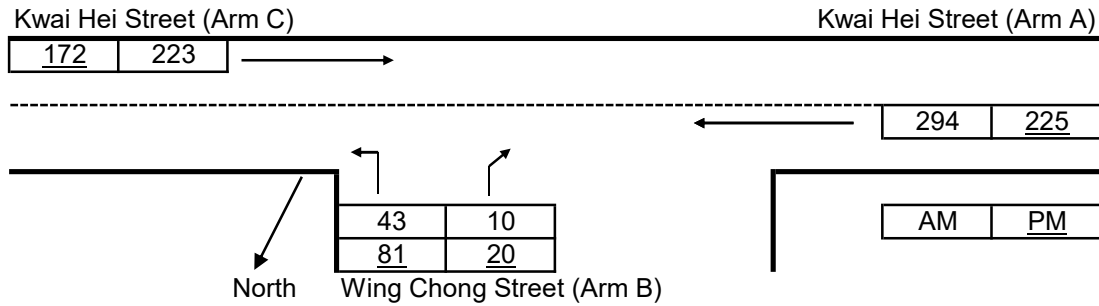 Kwai Hei Street (Arm C) Kwai Hei Street (Arm A)
172 223
294 225
43 10 AM PM
81 20
North Wing Chong Street (Arm B)